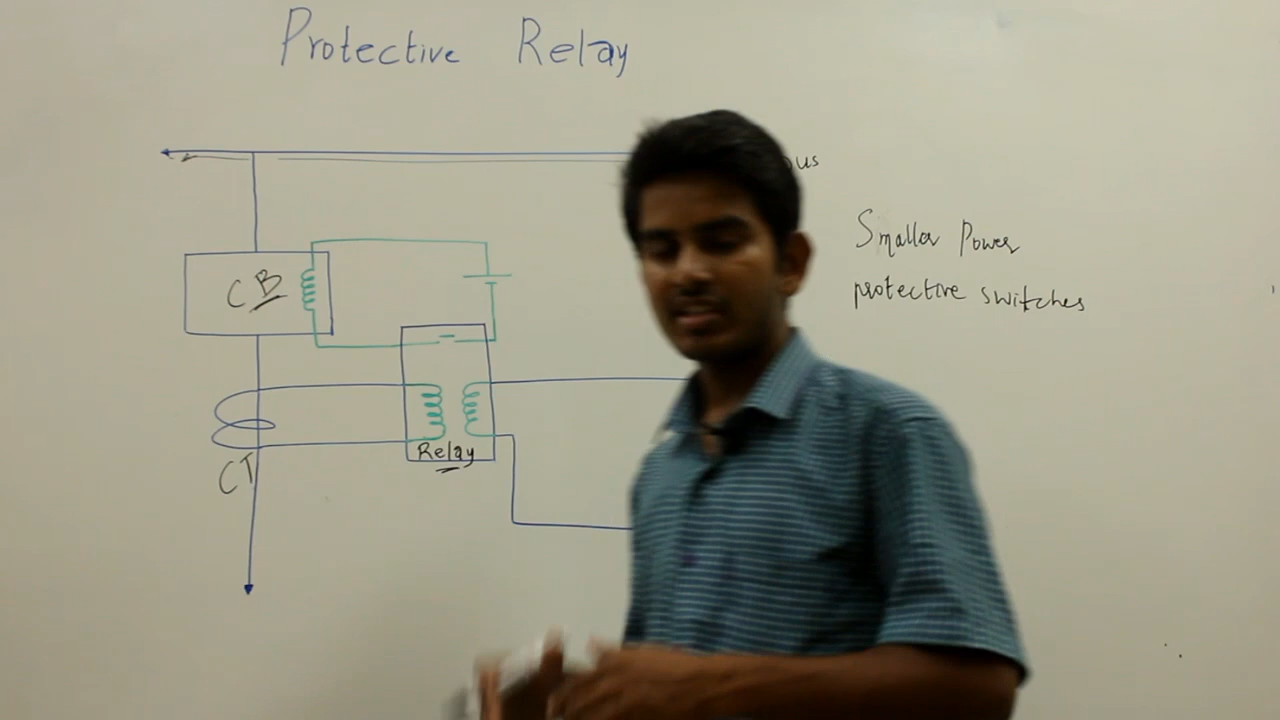 Protective Relay
Smaller Power
protective switches
CB
Relay
CT